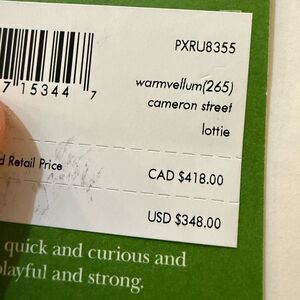 PXRU8355
7 15344 7
warmvellum(265)
cameron street
lottie
d Retail Price
CAD $418.00
USD $348.00
quick and curious and
playful and strong.